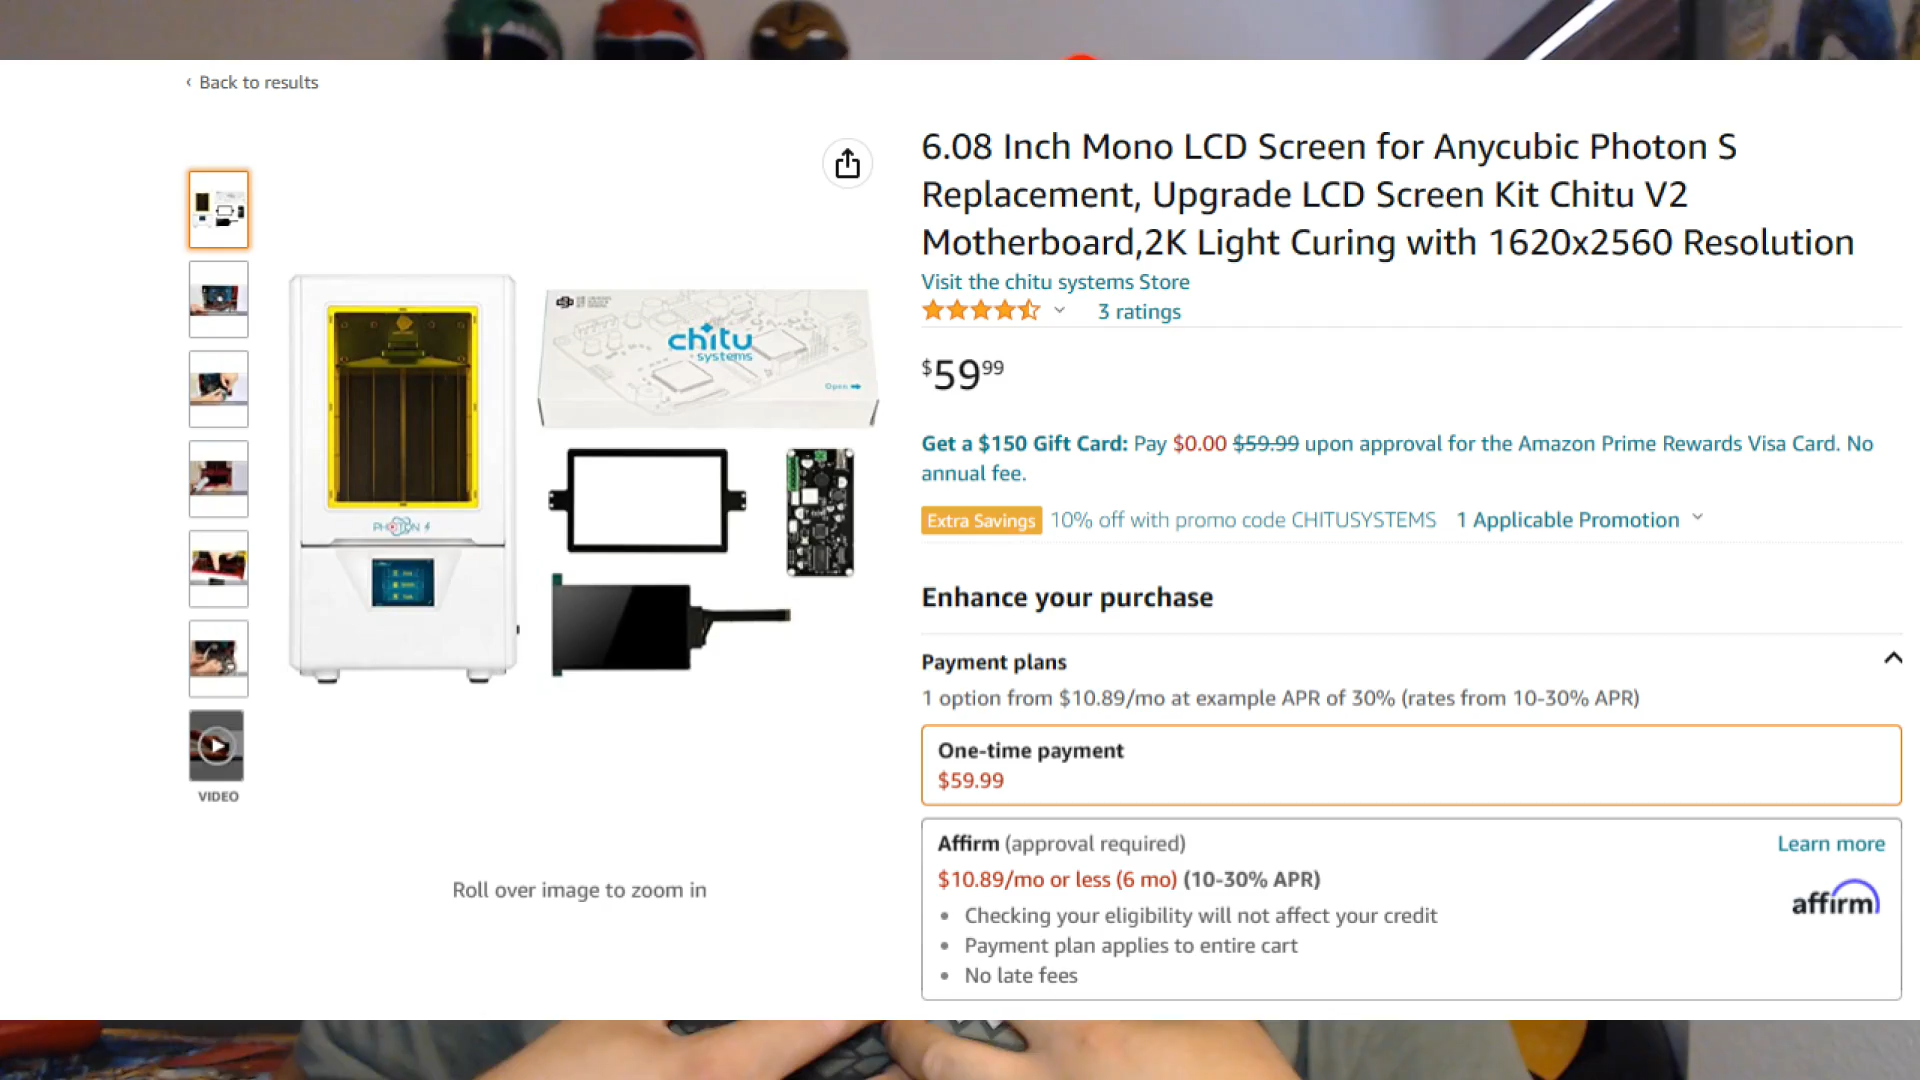 ‹ Back to results
6.08 Inch Mono LCD Screen for Anycubic Photon S
Replacement, Upgrade LCD Screen Kit Chitu V2
Motherboard,2K Light Curing with 1620x2560 Resolution
Visit the chitu systems Store
3 ratings
$5999
Get a $150 Gift Card: Pay $0.00 $59.99 upon approval for the Amazon Prime Rewards Visa Card. No
annual fee.
Extra Savings 10% off with promo code CHITUSYSTEMS 1 Applicable Promotion
Enhance your purchase
Payment plans
1 option from $10.89/mo at example APR of 30% (rates from 10-30% APR)
One-time payment
$59.99
Affirm (approval required) Learn more
$10.89/mo or less (6 mo) (10-30% APR)
affirm
• Checking your eligibility will not affect your credit
• Payment plan applies to entire cart
• No late fees
chitu
systems
Open
PHOTON
VIDEO
Roll over image to zoom in